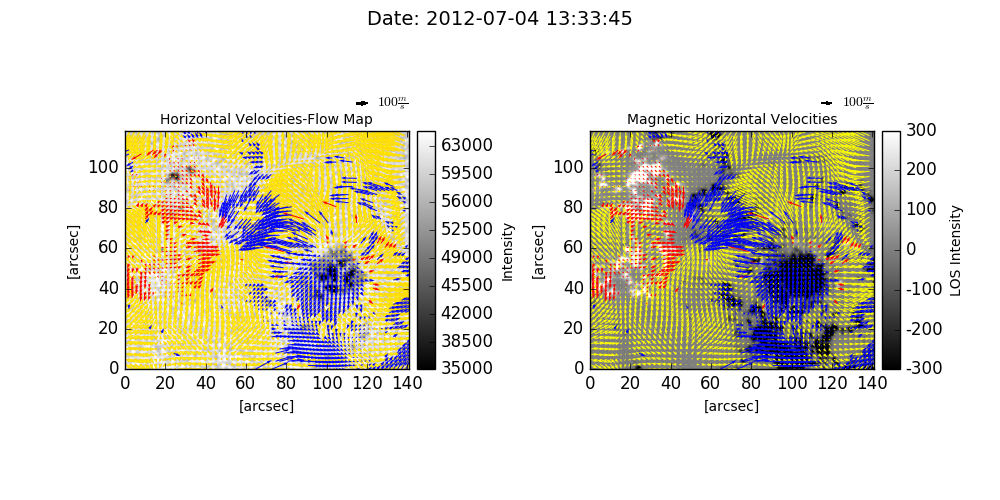 Date: 2012-07-04 13:33:45
100 m/s
100 m/s
Horizontal Velocities-Flow Map
Magnetic Horizontal Velocities
[arcsec]
100
80
60
40
20
0
0 20 40 60 80 100 120 140
[arcsec]
63000
59500
56000
52500
49000
45500
42000
38500
35000
Intensity
[arcsec]
100
80
60
40
20
0
0 20 40 60 80 100 120 140
[arcsec]
300
200
100
0
-100
-200
-300
LOS Intensity